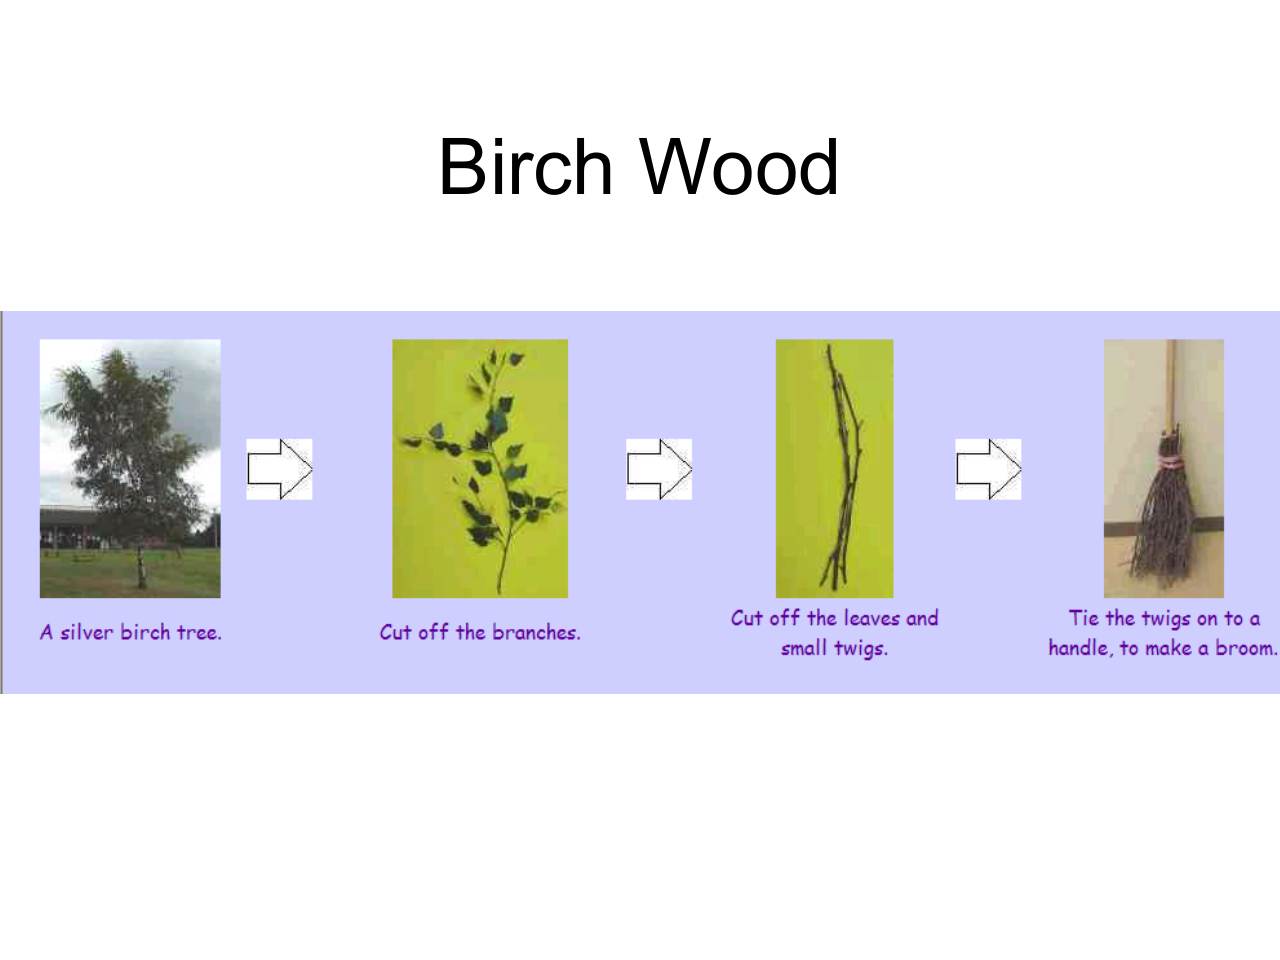 Birch Wood
A silver birch tree.
Cut off the branches.
Cut off the leaves and
small twigs.
Tie the twigs on to a
handle, to make a broom.